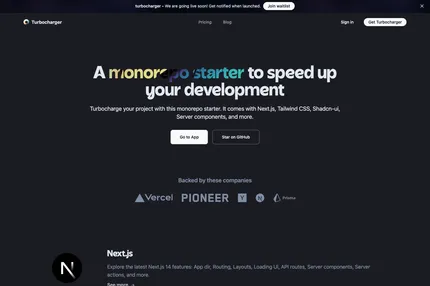 turbocharger - We are going live soon! Get notified when launched. Join waitlist
Turbocharger Pricing Blog Sign in Get Turbocharger
A monorepo starter to speed up
your development
Turbocharge your project with this monorepo starter. It comes with Next.js, Tailwind CSS, Shadcn-ui,
Server components, and more.
Go to App Star on GitHub
Backed by these companies
Vercel PIONEER Y N Prisma
N Next.js
Explore the latest Next.js 14 features: App dir, Routing, Layouts, Loading UI, API routes, Server components, Server
actions, and more.
See more